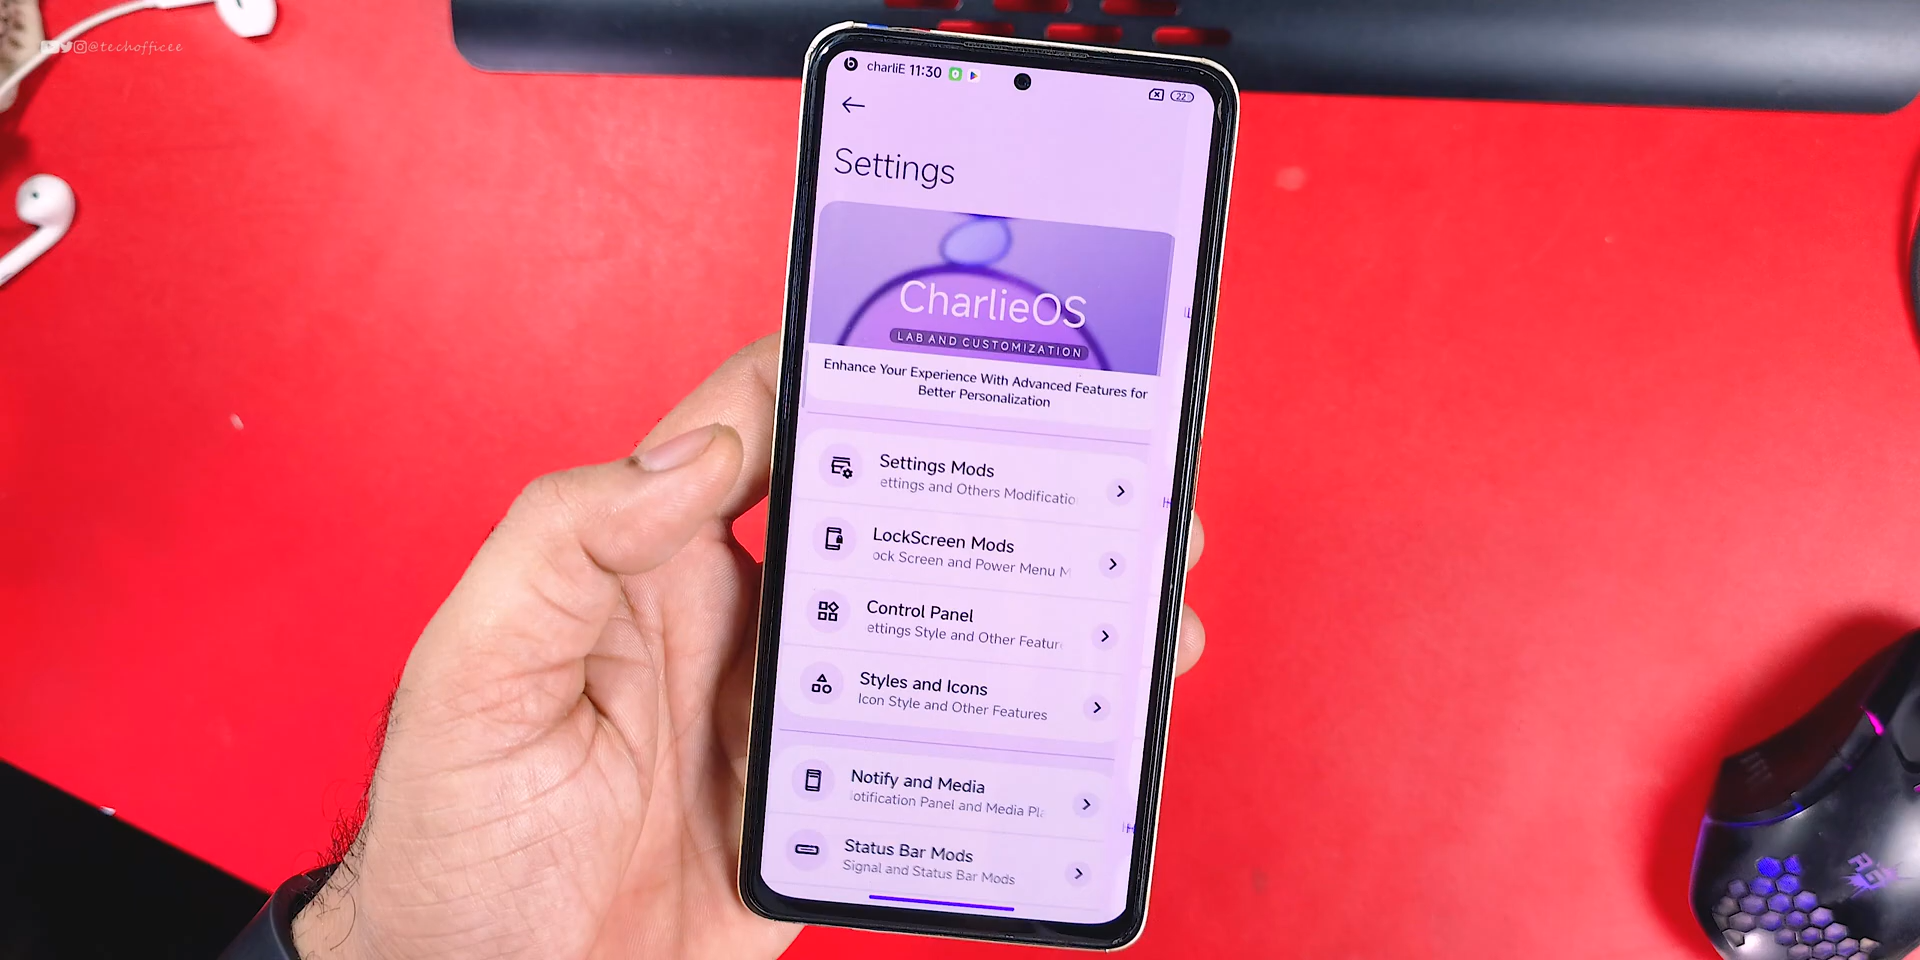 @techofficee
charliE 11:30
22
Settings
CharlieOS
LAB AND CUSTOMIZATION
Enhance Your Experience With Advanced Features for
Better Personalization
Settings Mods
ettings and Others Modificatio
LockScreen Mods
ock Screen and Power Menu M
Control Panel
ettings Style and Other Featur
Styles and Icons
Icon Style and Other Features
Notify and Media
otification Panel and Media Pl
Status Bar Mods
Signal and Status Bar Mods